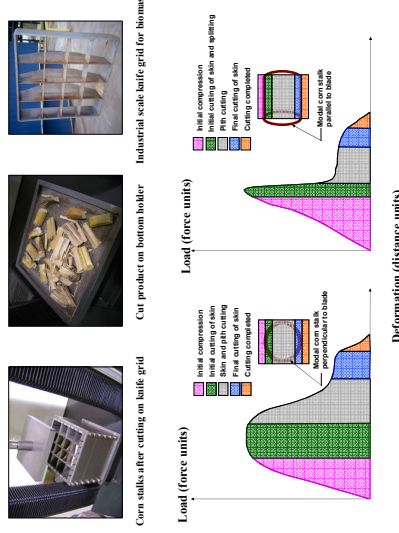 Corn stalks after cutting on knife grid
Cut product on bottom holder
Industrial scale knife grid for biomas
Load (force units)
Initial compression
Initial cutting of skin
Skin and pith cutting
Final cutting of skin
Cutting completed
Modal corn stalk
perpendicular to blade
Load (force units)
Initial compression
Initial cutting of skin and splitting
Pith cutting
Final cutting of skin
Cutting completed
Modal corn stalk
parallel to blade
Deformation (distance units)